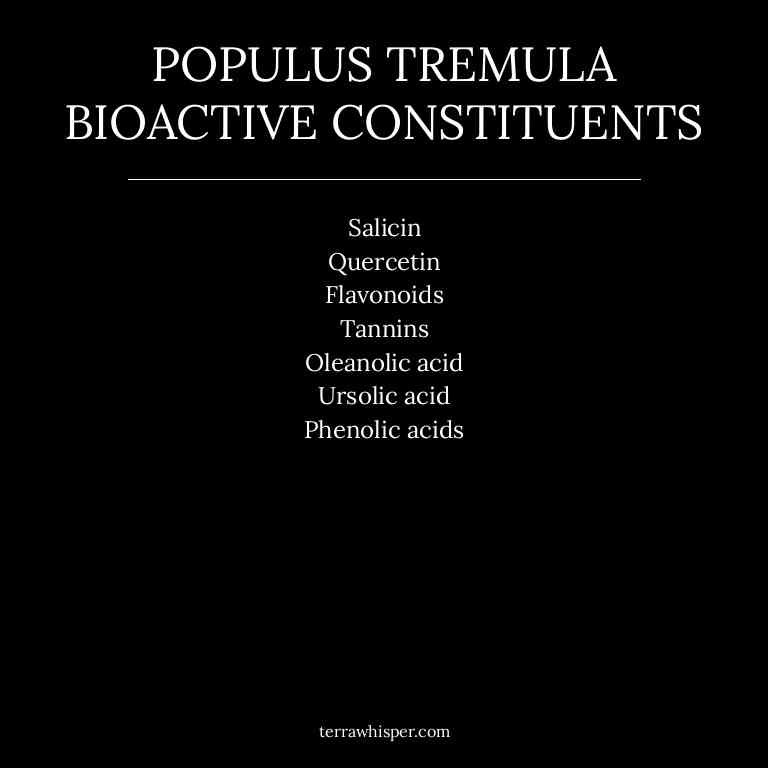 POPULUS TREMULA
BIOACTIVE CONSTITUENTS
Salicin
Quercetin
Flavonoids
Tannins
Oleanolic acid
Ursolic acid
Phenolic acids
terrawhisper.com